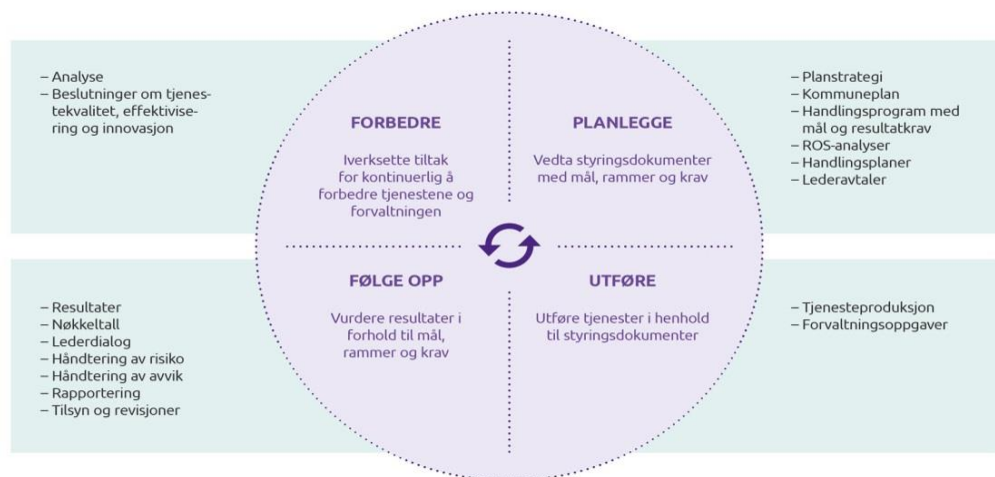 – Analyse
– Beslutninger om tjenes-
tekvalitet, effektivise-
ring og innovasjon
FORBEDRE
Iverksette tiltak
for kontinuerlig å
forbedre tjenestene og
forvaltningen
PLANLEGGE
Vedta styringsdokumenter
med mål, rammer og krav
– Planstrategi
– Kommuneplan
– Handlingsprogram med
mål og resultatkrav
– ROS-analyser
– Handlingsplaner
– Lederavtaler
– Resultater
– Nøkkeltall
– Lederdialog
– Håndtering av risiko
– Håndtering av avvik
– Rapportering
– Tilsyn og revisjoner
FØLGE OPP
Vurdere resultater i
forhold til mål,
rammer og krav
UTFØRE
Utføre tjenester i henhold
til styringsdokumenter
– Tjenesteproduksjon
– Forvaltningsoppgaver